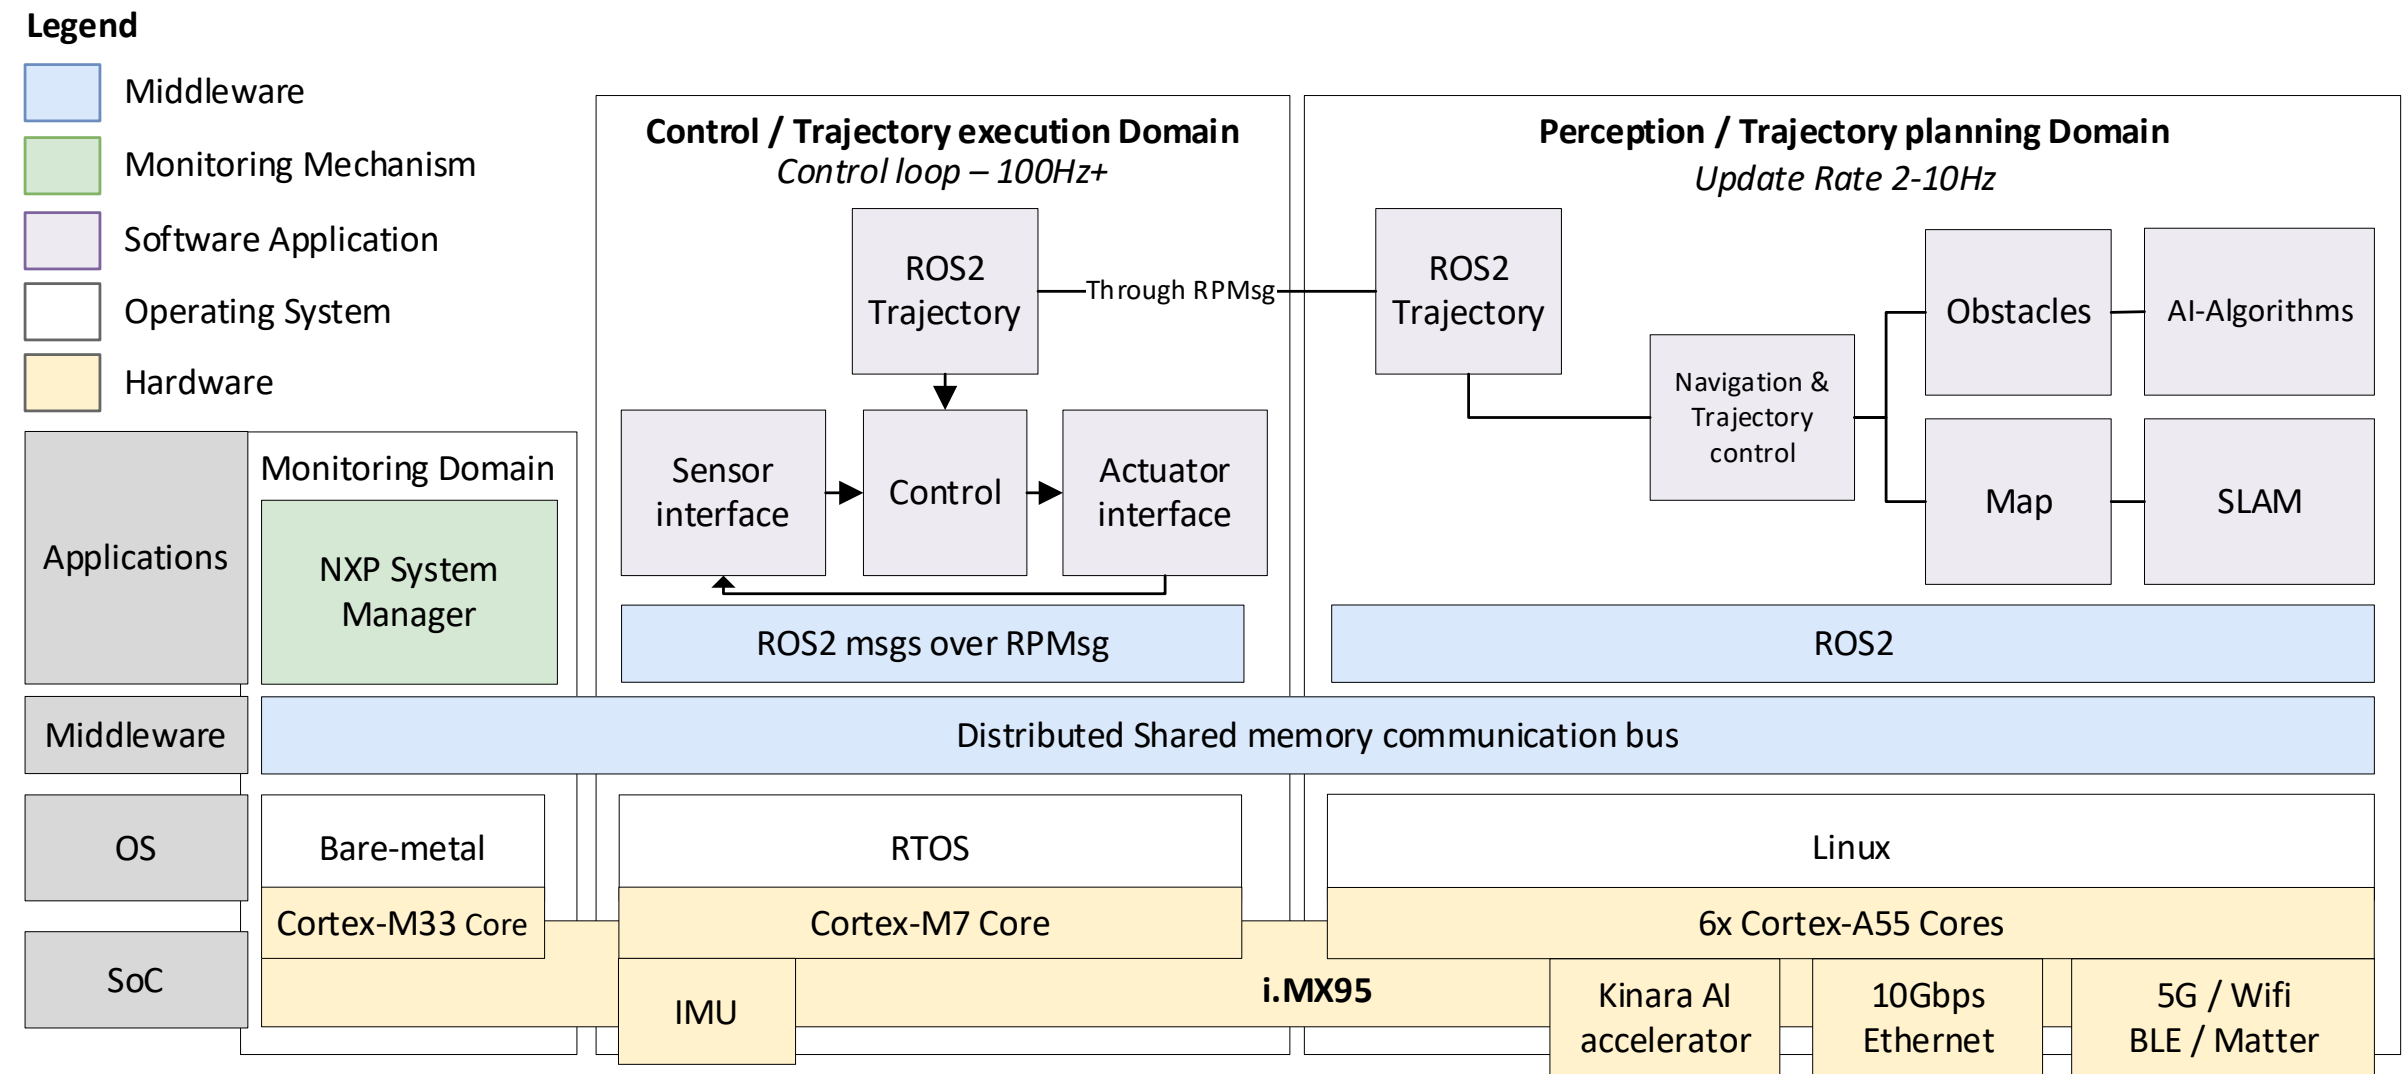 Legend
Middleware
Monitoring Mechanism
Software Application
Operating System
Hardware
Control / Trajectory execution Domain
Control loop – 100Hz+
ROS2
Trajectory
Through RPMsg
Sensor
interface
Control
Actuator
interface
ROS2 msgs over RPMsg
Perception / Trajectory planning Domain
Update Rate 2-10Hz
ROS2
Trajectory
Navigation &
Trajectory
control
Obstacles
AI-Algorithms
Map
SLAM
ROS2
Applications
Monitoring Domain
NXP System
Manager
Middleware
Distributed Shared memory communication bus
OS
Bare-metal
RTOS
Linux
SoC
Cortex-M33 Core
Cortex-M7 Core
6x Cortex-A55 Cores
IMU
i.MX95
Kinara AI
accelerator
10Gbps
Ethernet
5G / Wifi
BLE / Matter